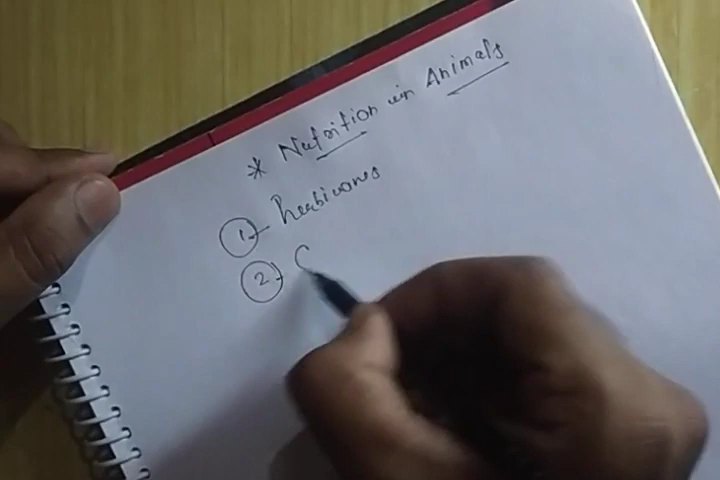 * Nutrition in Animals
1 - Herbivores
2 - C